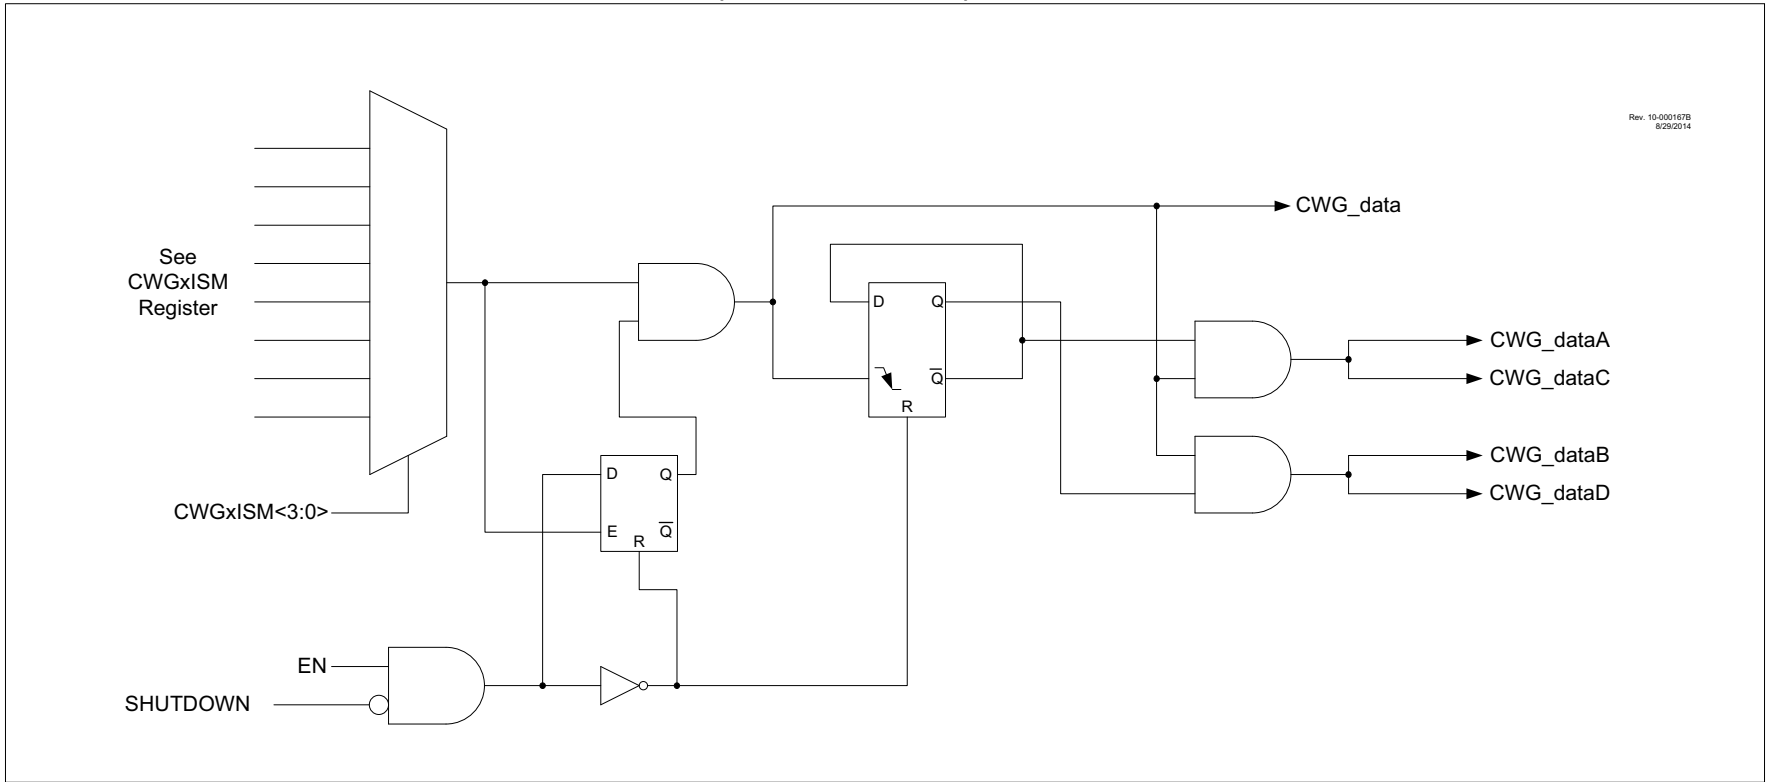 Rev. 10-000167B
8/29/2014
CWG_data
See
CWGxISM
Register
D
Q
Q̅
R
CWG_dataA
CWG_dataC
CWG_dataB
CWG_dataD
D
Q
E
Q̅
R
CWGxISM<3:0>
EN
SHUTDOWN